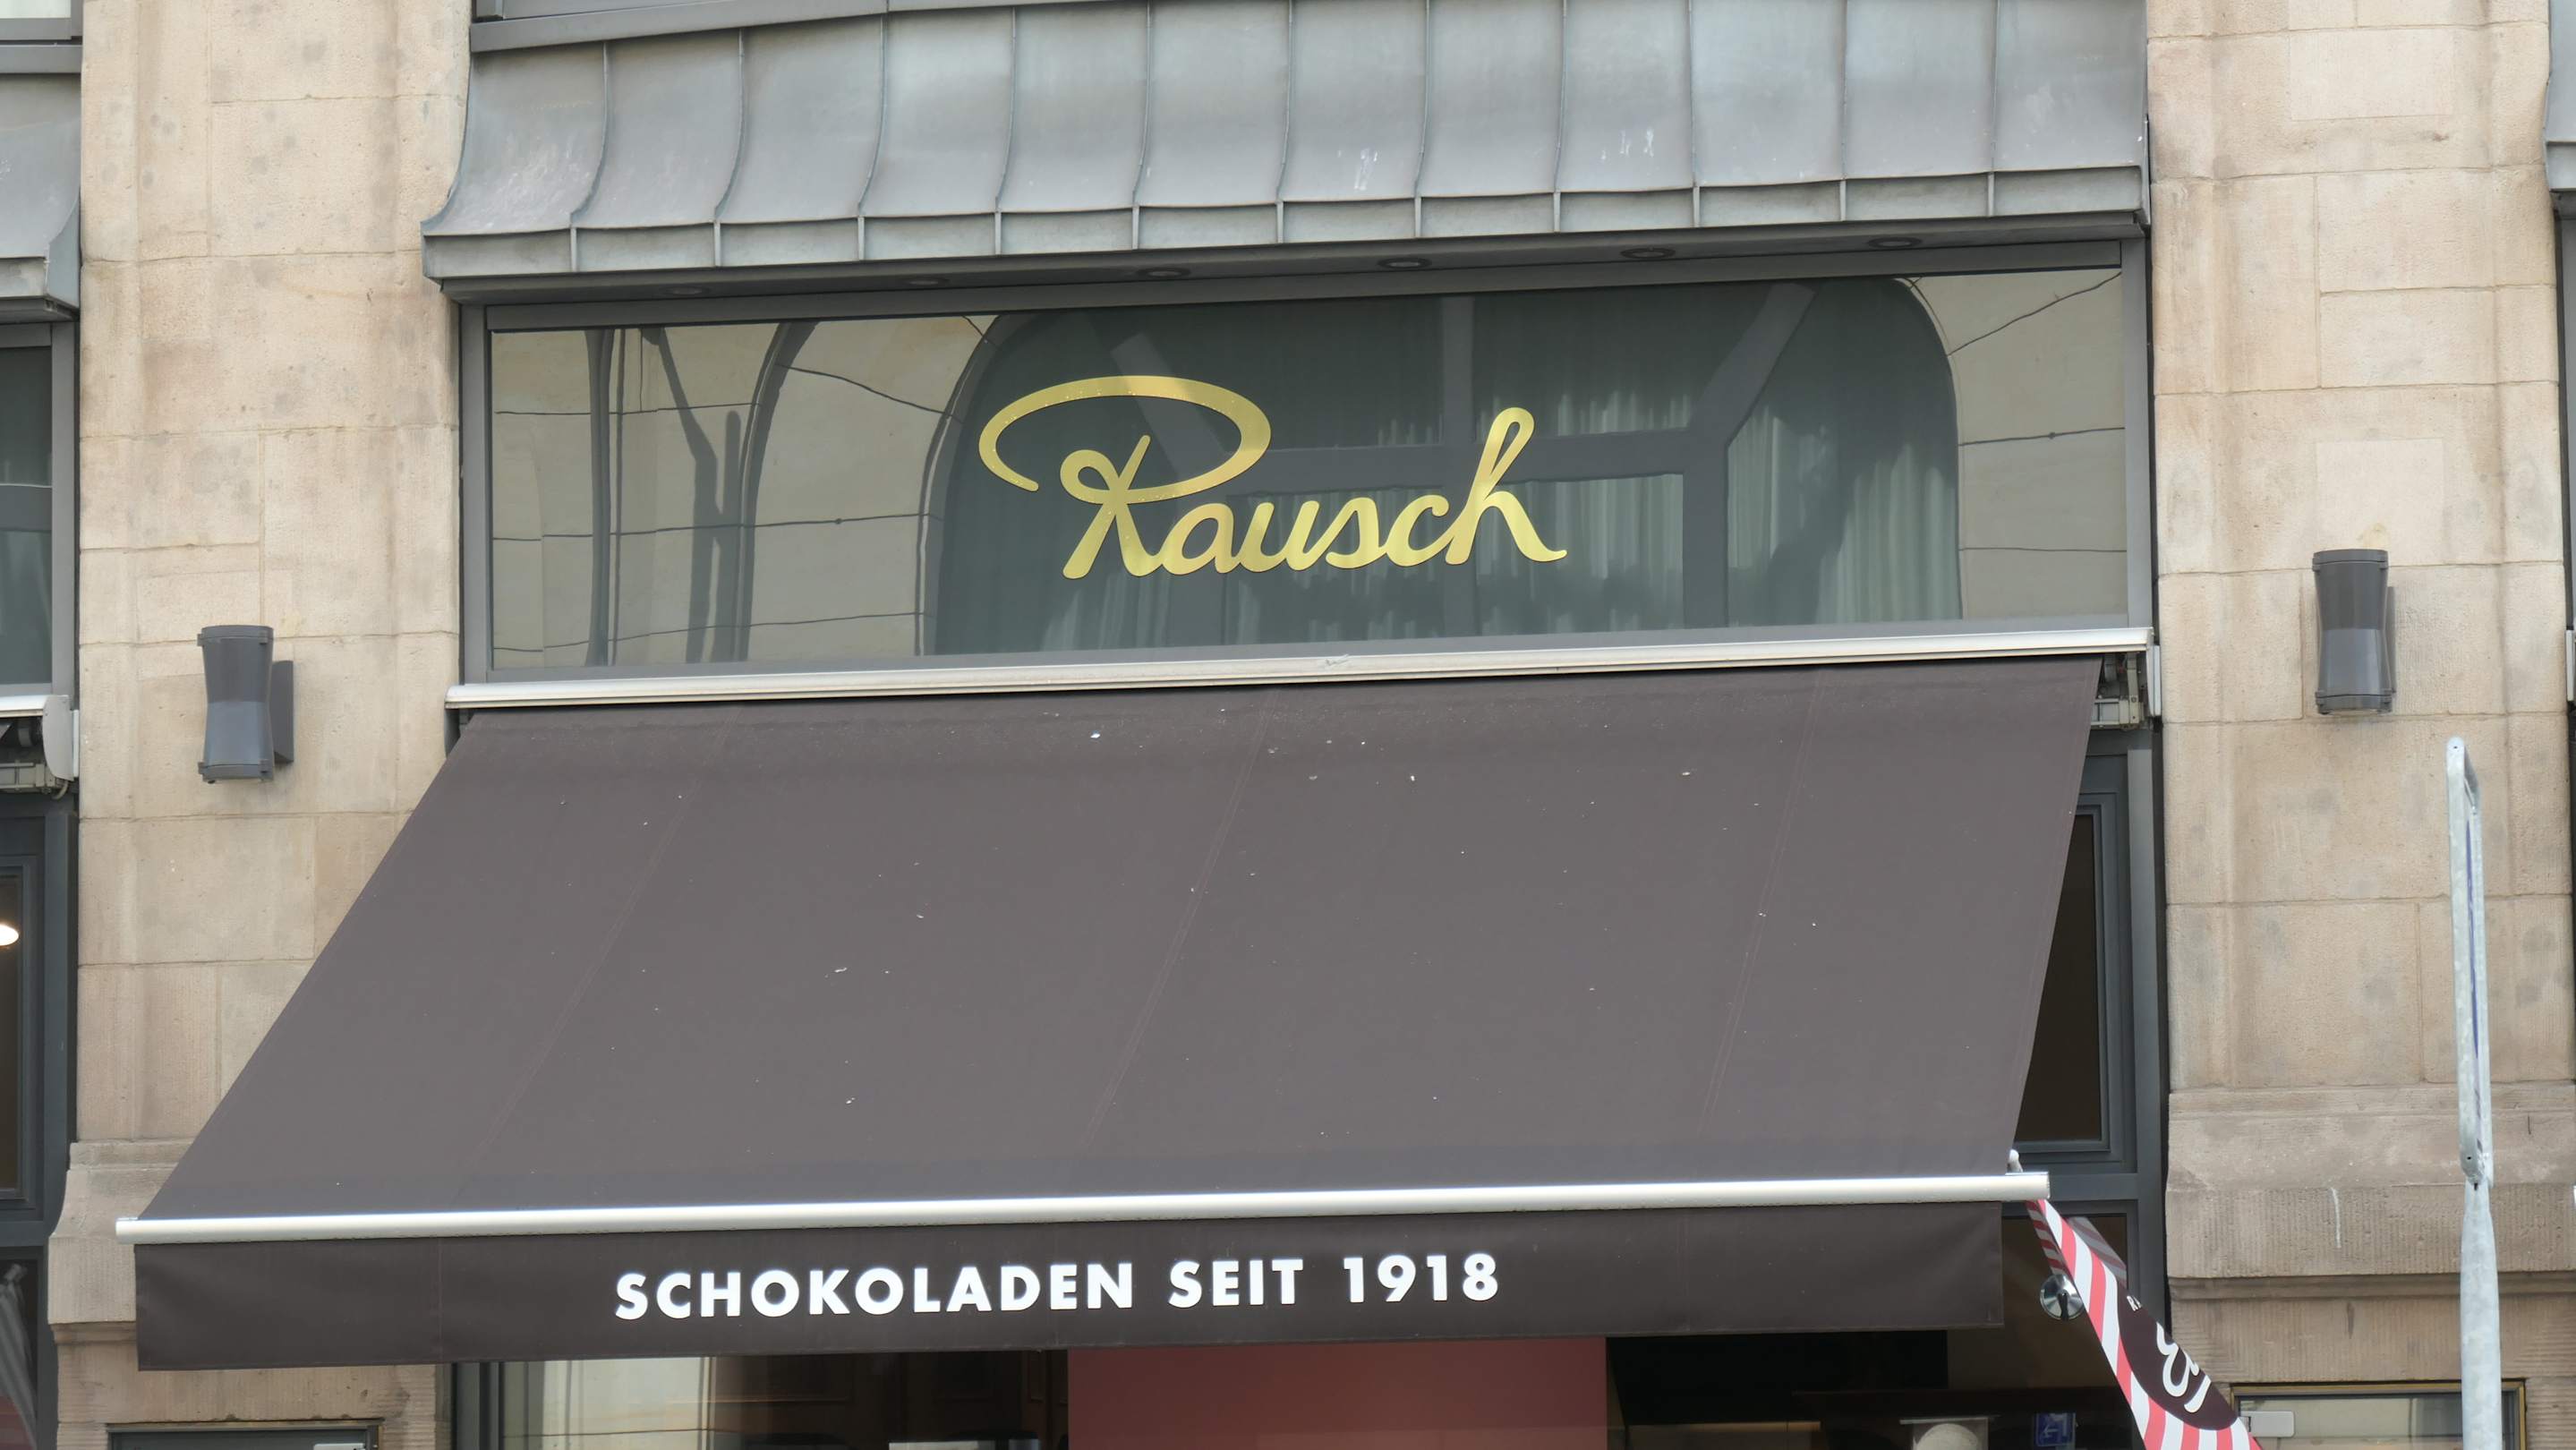 Rausch
SCHOKOLADEN SEIT 1918